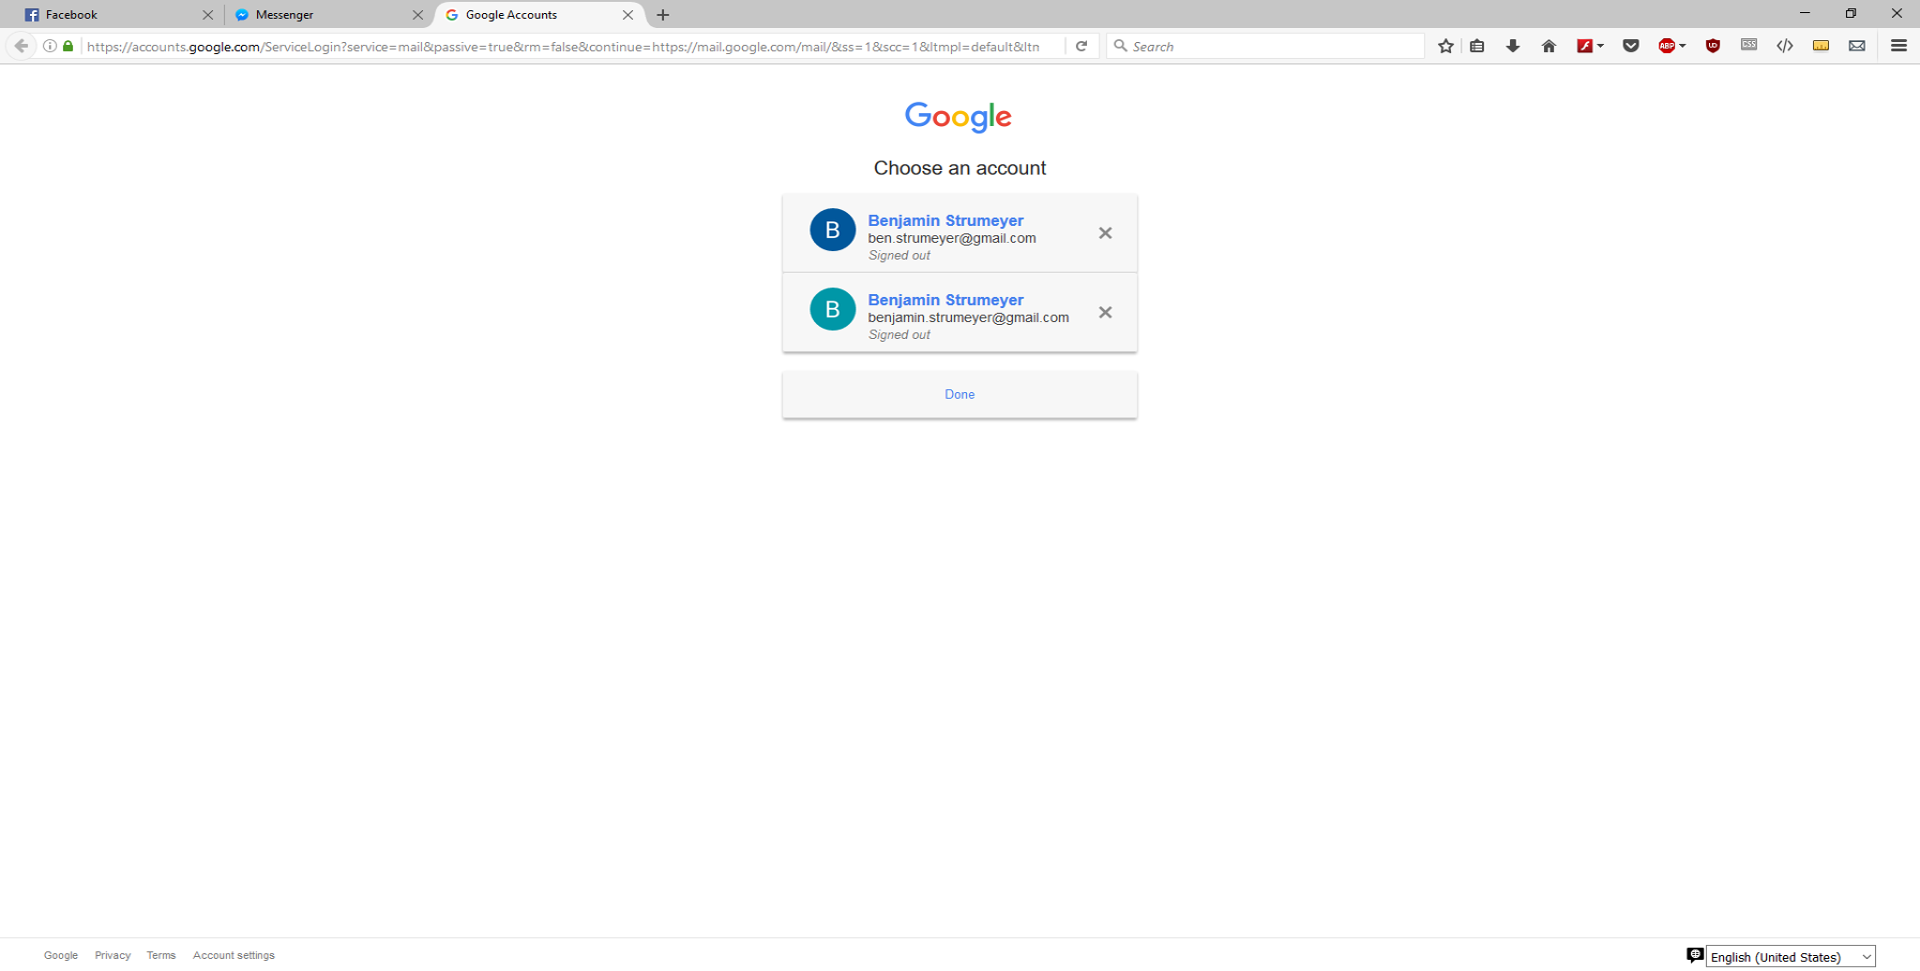 Facebook
Messenger
Google Accounts
https://accounts.google.com/ServiceLogin?service=mail&passive=true&rm=false&continue=https://mail.google.com/mail/&ss=1&scc=1&ltmpl=default&ltn
Search
ABP
CSS
Google
Choose an account
B
Benjamin Strumeyer
ben.strumeyer@gmail.com
Signed out
B
Benjamin Strumeyer
benjamin.strumeyer@gmail.com
Signed out
Done
Google Privacy Terms Account settings
English (United States)